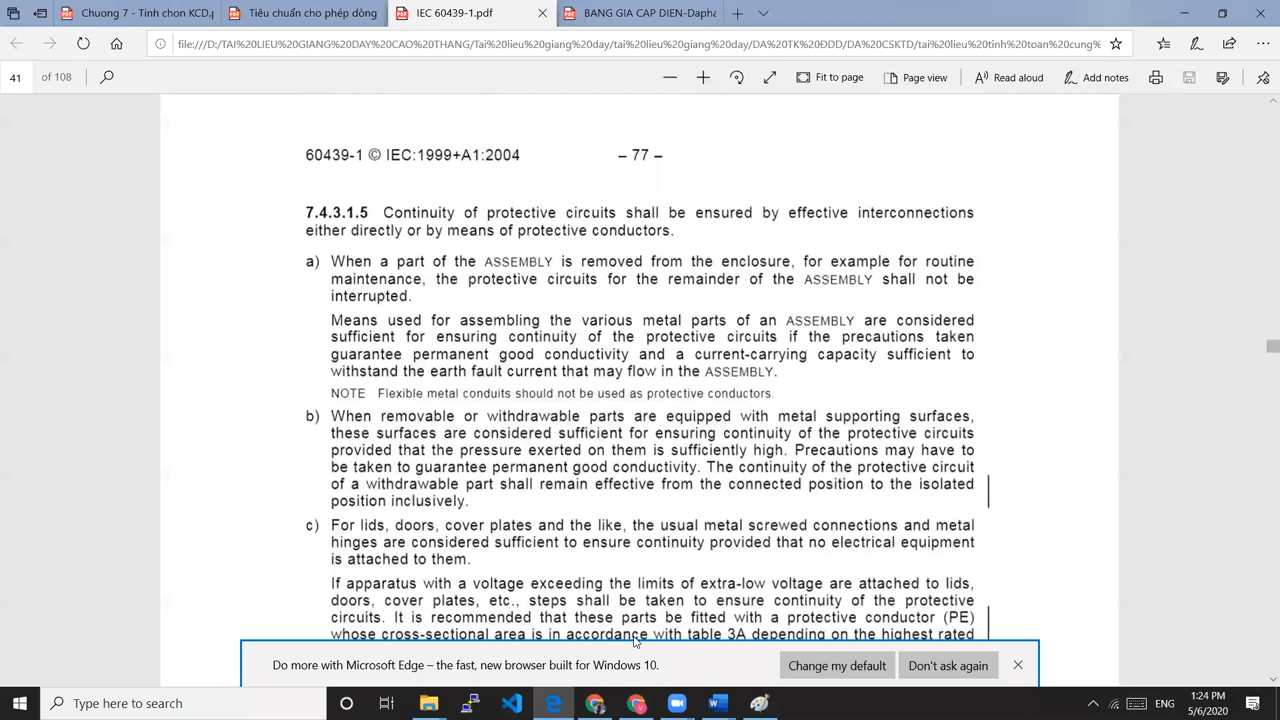 Chuong 7 - Tinh chon KCDı
Tiêu chuẩn cho phép dòng
IEC 60439-1.pdf
BANG GIA CAP DIEN-Dapha
file:///D:/TAI%20LIEU%20GIANG%20DAY%20CAO%20THANG/Tai%20lieu%20giang%20day/tai%20lieu%20giang%20day/DA%20TK%20ĐDD/DA%20CSKTD/tai%20lieu%20tinh%20toan%20cung%
41 of 108
Fit to page
Page view
Read aloud
Add notes
60439-1 © IEC:1999+A1:2004
– 77 –
7.4.3.1.5 Continuity of protective circuits shall be ensured by effective interconnections
either directly or by means of protective conductors.
a) When a part of the ASSEMBLY is removed from the enclosure, for example for routine
maintenance, the protective circuits for the remainder of the ASSEMBLY shall not be
interrupted.
Means used for assembling the various metal parts of an ASSEMBLY are considered
sufficient for ensuring continuity of the protective circuits if the precautions taken
guarantee permanent good conductivity and a current-carrying capacity sufficient to
withstand the earth fault current that may flow in the ASSEMBLY.
NOTE Flexible metal conduits should not be used as protective conductors.
b) When removable or withdrawable parts are equipped with metal supporting surfaces,
these surfaces are considered sufficient for ensuring continuity of the protective circuits
provided that the pressure exerted on them is sufficiently high. Precautions may have to
be taken to guarantee permanent good conductivity. The continuity of the protective circuit
of a withdrawable part shall remain effective from the connected position to the isolated
position inclusively.
c) For lids, doors, cover plates and the like, the usual metal screwed connections and metal
hinges are considered sufficient to ensure continuity provided that no electrical equipment
is attached to them.
If apparatus with a voltage exceeding the limits of extra-low voltage are attached to lids,
doors, cover plates, etc., steps shall be taken to ensure continuity of the protective
circuits. It is recommended that these parts be fitted with a protective conductor (PE)
whose cross-sectional area is in accordance with table 3A depending on the highest rated
Do more with Microsoft Edge – the fast, new browser built for Windows 10.
Change my default
Don't ask again
Type here to search
ENG
1:24 PM
5/6/2020